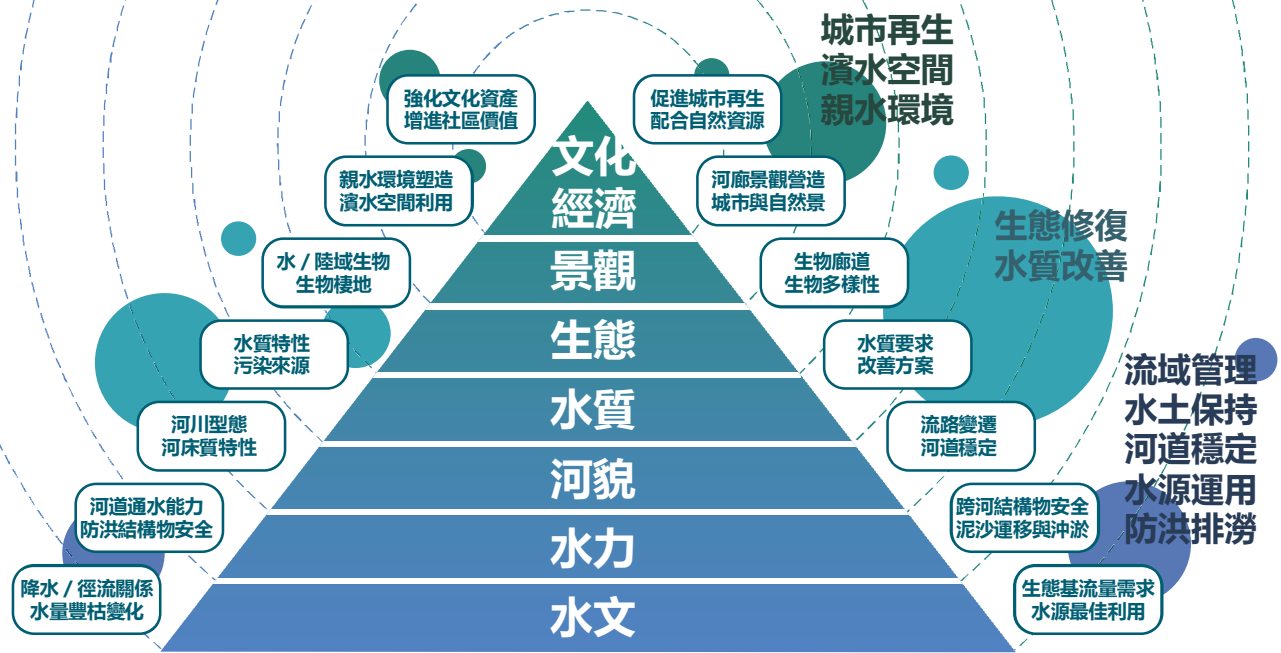 城市再生
濱水空間
親水環境
強化文化資產
增進社區價值
促進城市再生
配合自然資源
文化
經濟
親水環境塑造
濱水空間利用
河廊景觀營造
城市與自然景
生態修復
水質改善
景觀
水 / 陸域生物
生物棲地
生物廊道
生物多樣性
生態
水質特性
污染來源
水質要求
改善方案
流域管理
水土保持
河道穩定
水源運用
防洪排澇
水質
河川型態
河床質特性
流路變遷
河道穩定
河貌
河道通水能力
防洪結構物安全
跨河結構物安全
泥沙運移與沖淤
水力
降水 / 徑流關係
水量豐枯變化
生態基流量需求
水源最佳利用
水文